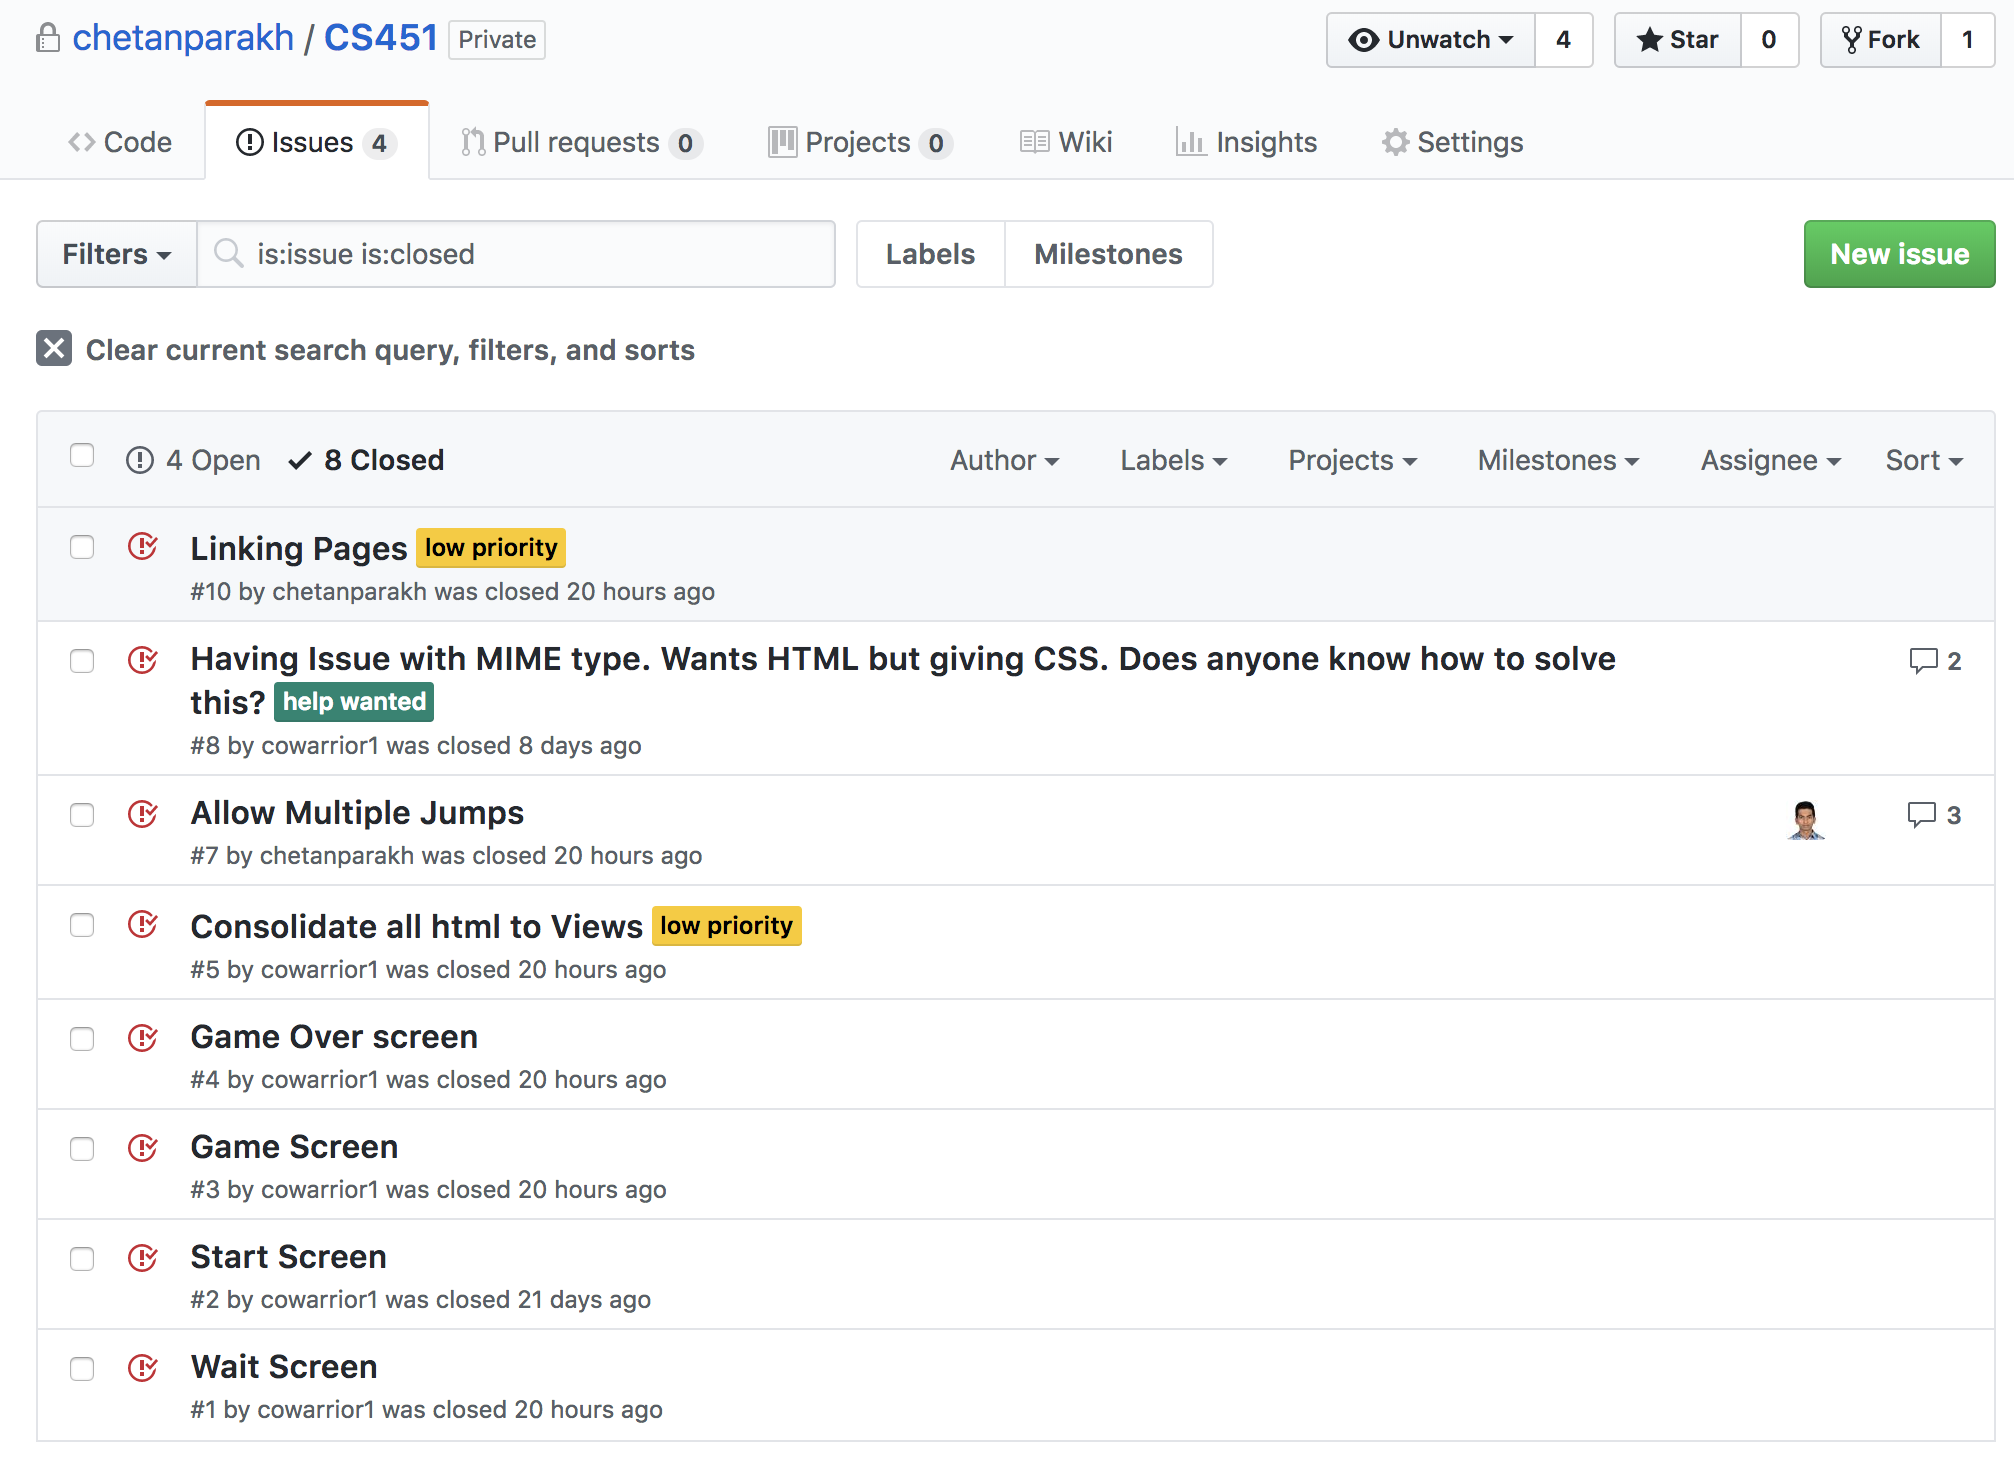 chetanparakh / CS451 Private Unwatch 4 Star 0 Fork 1
Code Issues 4 Pull requests 0 Projects 0 Wiki Insights Settings
Filters is:issue is:closed Labels Milestones New issue
Clear current search query, filters, and sorts
4 Open 8 Closed Author Labels Projects Milestones Assignee Sort
Linking Pages low priority
#10 by chetanparakh was closed 20 hours ago
Having Issue with MIME type. Wants HTML but giving CSS. Does anyone know how to solve 2
this? help wanted
#8 by cowarrior1 was closed 8 days ago
Allow Multiple Jumps 3
#7 by chetanparakh was closed 20 hours ago
Consolidate all html to Views low priority
#5 by cowarrior1 was closed 20 hours ago
Game Over screen
#4 by cowarrior1 was closed 20 hours ago
Game Screen
#3 by cowarrior1 was closed 20 hours ago
Start Screen
#2 by cowarrior1 was closed 21 days ago
Wait Screen
#1 by cowarrior1 was closed 20 hours ago